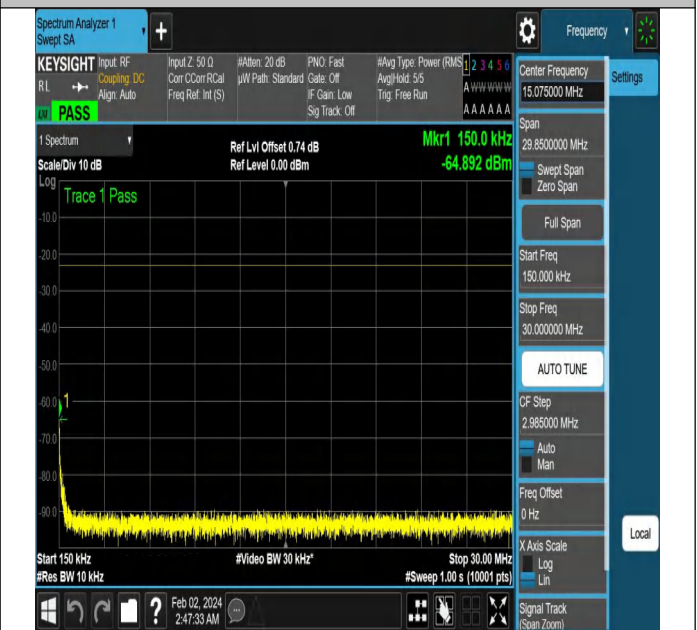 Spectrum Analyzer 1
Swept SA
Frequency
KEYSIGHT
RL
PASS
Input: RF
Coupling: DC
Align: Auto
Input Z: 50 Ω
Corr CCorr RCal
Freq Ref: Int (S)
#Atten: 20 dB
µW Path: Standard
PNO: Fast
Gate: Off
IF Gain: Low
Sig Track: Off
#Avg Type: Power (RMS
Avg|Hold: 5/5
Trig: Free Run
1 2 3 4 5 6
A W W W W W
A A A A A A
1 Spectrum
Scale/Div 10 dB
Ref Lvl Offset 0.74 dB
Ref Level 0.00 dBm
Mkr1 150.0 kHz
-64.892 dBm
Log
Trace 1 Pass
-10.0
-20.0
-30.0
-40.0
-50.0
-60.0
-70.0
-80.0
-90.0
1
Start 150 kHz
#Res BW 10 kHz
#Video BW 30 kHz*
Stop 30.00 MHz
#Sweep 1.00 s (10001 pts)
Center Frequency
15.075000 MHz
Settings
Span
29.8500000 MHz
Swept Span
Zero Span
Full Span
Start Freq
150.000 kHz
Stop Freq
30.000000 MHz
AUTO TUNE
CF Step
2.985000 MHz
Auto
Man
Freq Offset
0 Hz
X Axis Scale
Log
Lin
Local
Signal Track
(Span Zoom)
?
Feb 02, 2024
2:47:33 AM